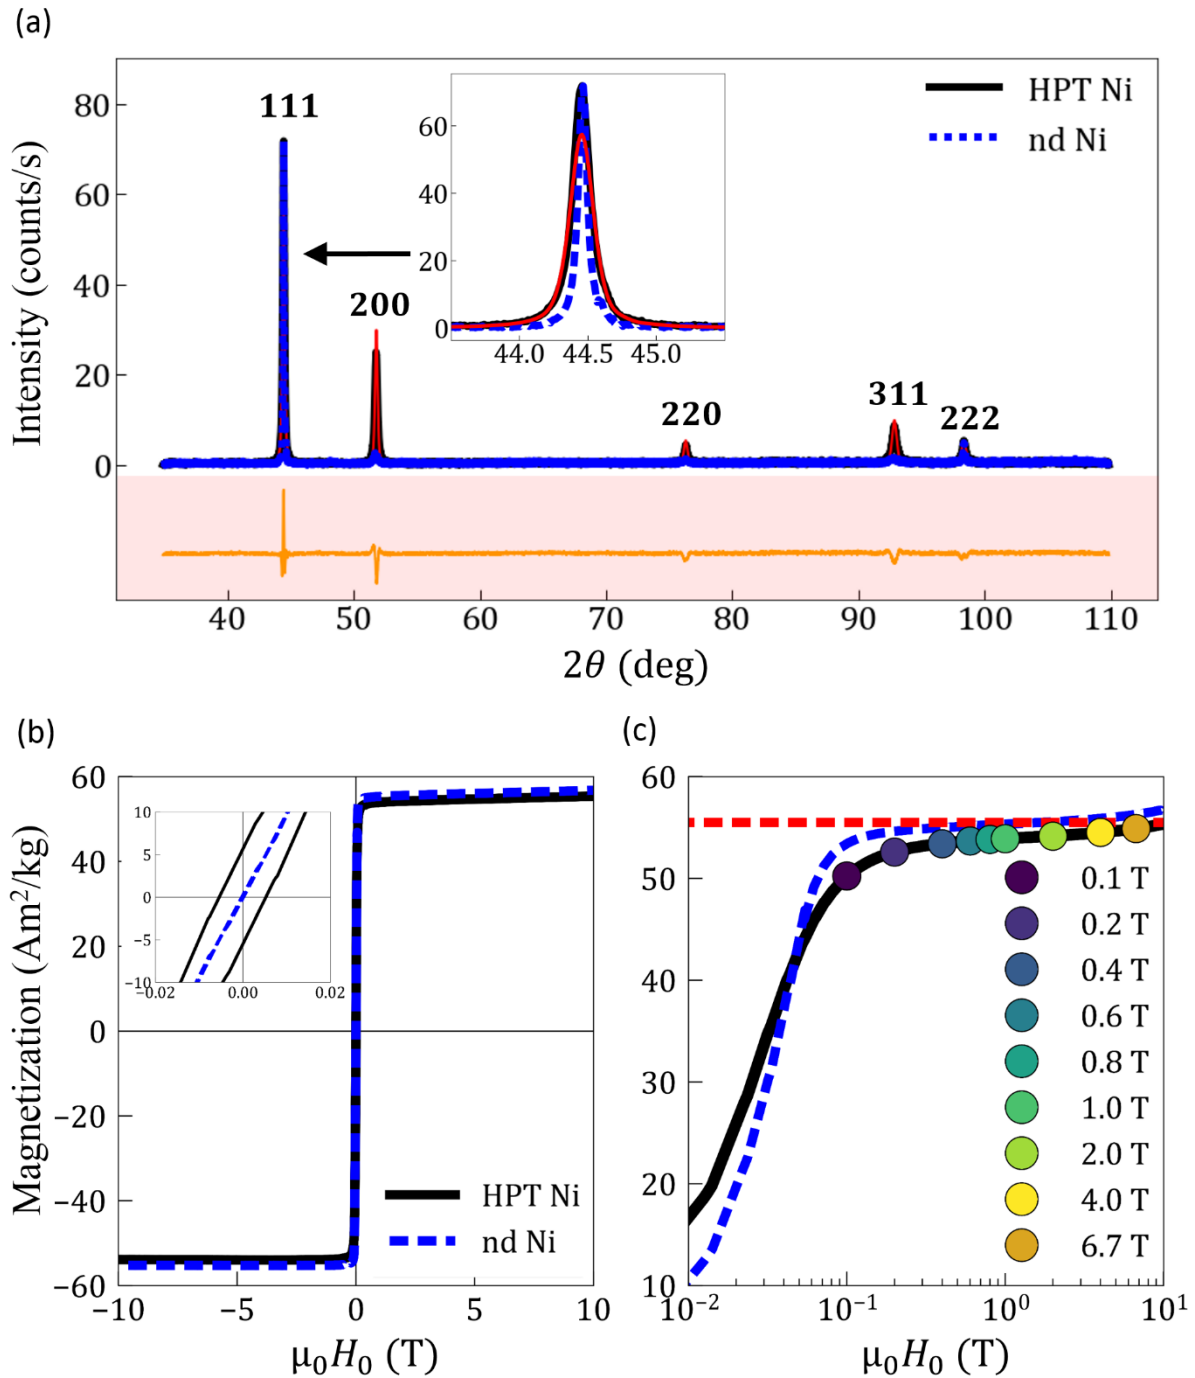 (a)
Intensity (counts/s)
80
60
40
20
0
111
200
220
311
222
HPT Ni
nd Ni
60
40
20
0
44.0 44.5 45.0
40 50 60 70 80 90 100 110
2θ (deg)
(b)
Magnetization (Am²/kg)
60
40
20
0
−20
−40
−60
10
5
0
−5
−10
−0.02 0.00 0.02
HPT Ni
nd Ni
−10 −5 0 5 10
μ₀H₀ (T)
(c)
60
50
40
30
20
10
0.1 T
0.2 T
0.4 T
0.6 T
0.8 T
1.0 T
2.0 T
4.0 T
6.7 T
10⁻² 10⁻¹ 10⁰ 10¹
μ₀H₀ (T)